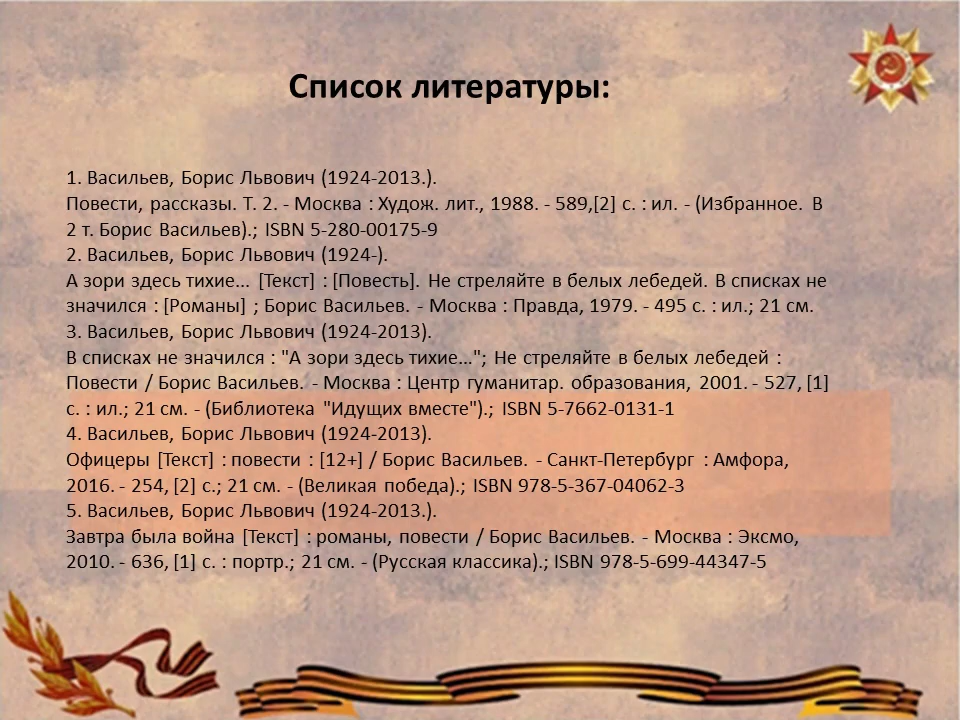 Список литературы:
1. Васильев, Борис Львович (1924-2013.).
Повести, рассказы. Т. 2. - Москва : Худож. лит., 1988. - 589,[2] с. : ил. - (Избранное. В
2 т. Борис Васильев).; ISBN 5-280-00175-9
2. Васильев, Борис Львович (1924-).
А зори здесь тихие... [Текст] : [Повесть]. Не стреляйте в белых лебедей. В списках не
значился : [Романы] ; Борис Васильев. - Москва : Правда, 1979. - 495 с. : ил.; 21 см.
3. Васильев, Борис Львович (1924-2013).
В списках не значился : "А зори здесь тихие..."; Не стреляйте в белых лебедей :
Повести / Борис Васильев. - Москва : Центр гуманитар. образования, 2001. - 527, [1]
с. : ил.; 21 см. - (Библиотека "Идущих вместе").; ISBN 5-7662-0131-1
4. Васильев, Борис Львович (1924-2013).
Офицеры [Текст] : повести : [12+] / Борис Васильев. - Санкт-Петербург : Амфора,
2016. - 254, [2] с.; 21 см. - (Великая победа).; ISBN 978-5-367-04062-3
5. Васильев, Борис Львович (1924-2013.).
Завтра была война [Текст] : романы, повести / Борис Васильев. - Москва : Эксмо,
2010. - 636, [1] с. : портр.; 21 см. - (Русская классика).; ISBN 978-5-699-44347-5